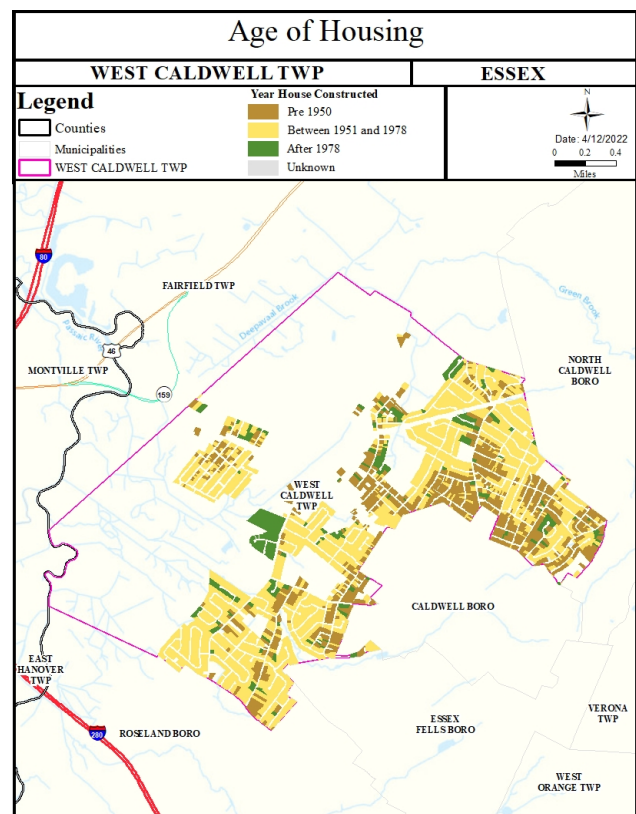 Age of Housing
WEST CALDWELL TWP
ESSEX
Legend
Counties
Municipalities
WEST CALDWELL TWP
Year House Constructed
Pre 1950
Between 1951 and 1978
After 1978
Unknown
N
Date: 4/12/2022
0 0.2 0.4
Miles
80
FAIRFIELD TWP
Deepavaal Brook
Green Brook
46
MONTVILLE TWP
159
NORTH
CALDWELL
BORO
WEST
CALDWELL
TWP
CALDWELL BORO
EAST
HANOVER
TWP
280
ROSELAND BORO
ESSEX
FELLS BORO
VERONA
TWP
WEST
ORANGE TWP